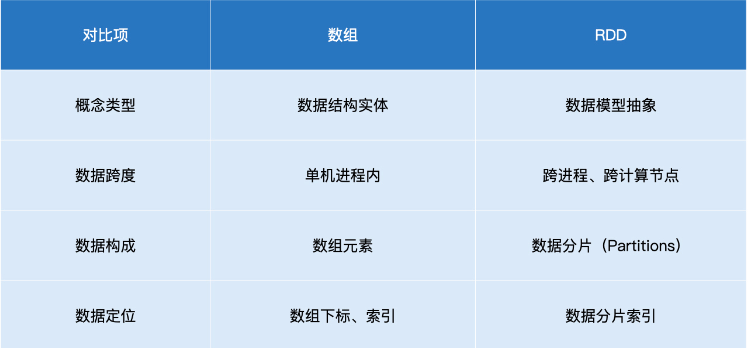 对比项 数组 RDD
概念类型 数据结构实体 数据模型抽象
数据跨度 单机进程内 跨进程、跨计算节点
数据构成 数组元素 数据分片（Partitions）
数据定位 数组下标、索引 数据分片索引